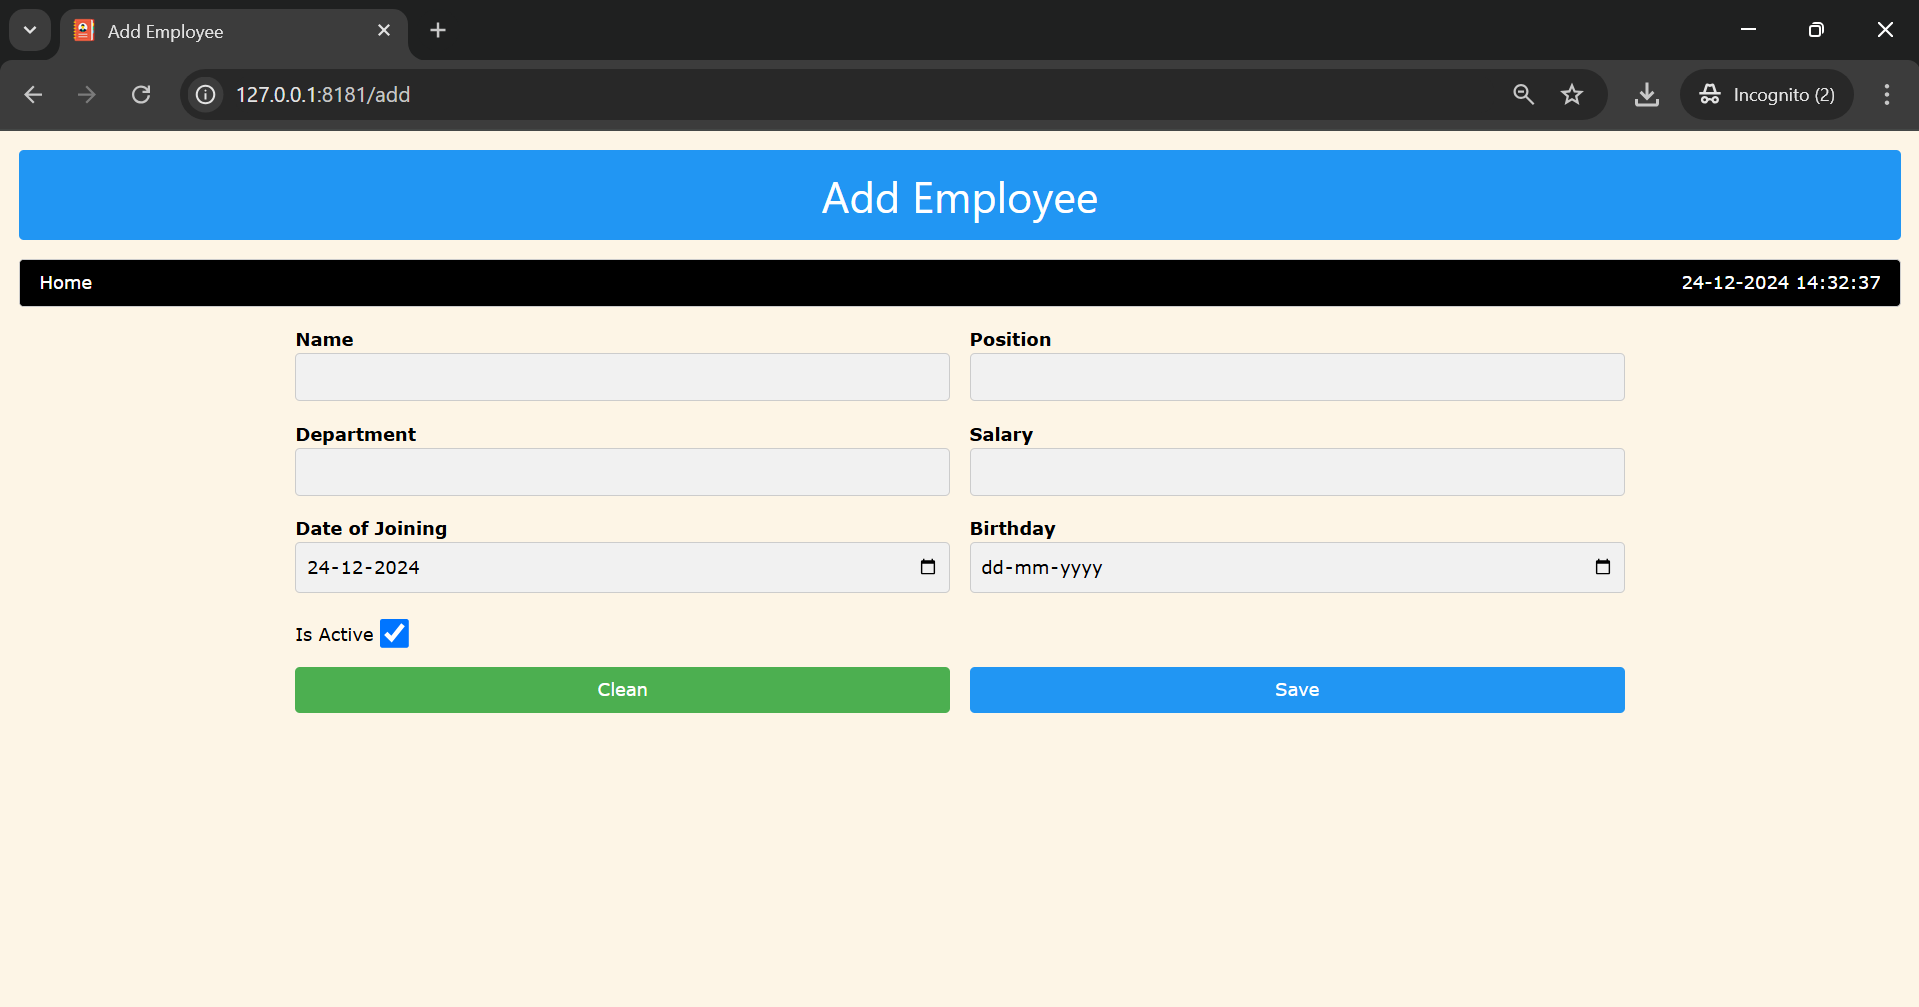 Add Employee
127.0.0.1:8181/add
Incognito (2)
Add Employee
Home 24-12-2024 14:32:37
Name Position
Department Salary
Date of Joining Birthday
24-12-2024 dd-mm-yyyy
Is Active
Clean Save